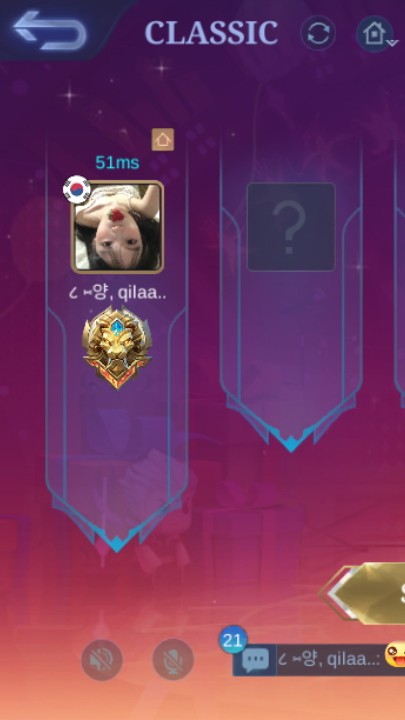 CLASSIC
51ms
?
ረ ⑅양, qilaa..
21
ረ ⑅양, qilaa..:
S